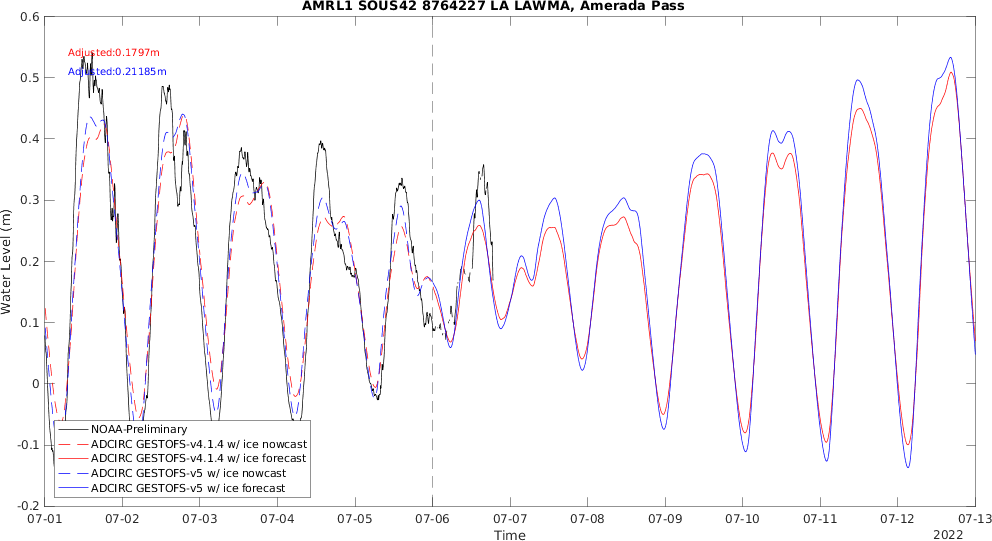 AMRL1 SOUS42 8764227 LA LAWMA, Amerada Pass
Adjusted:0.1797m
Adjusted:0.21185m
Water Level (m)
0.6
0.5
0.4
0.3
0.2
0.1
0
-0.1
-0.2
NOAA-Preliminary
ADCIRC GESTOFS-v4.1.4 w/ ice nowcast
ADCIRC GESTOFS-v4.1.4 w/ ice forecast
ADCIRC GESTOFS-v5 w/ ice nowcast
ADCIRC GESTOFS-v5 w/ ice forecast
07-01 07-02 07-03 07-04 07-05 07-06 07-07 07-08 07-09 07-10 07-11 07-12 07-13
Time
2022